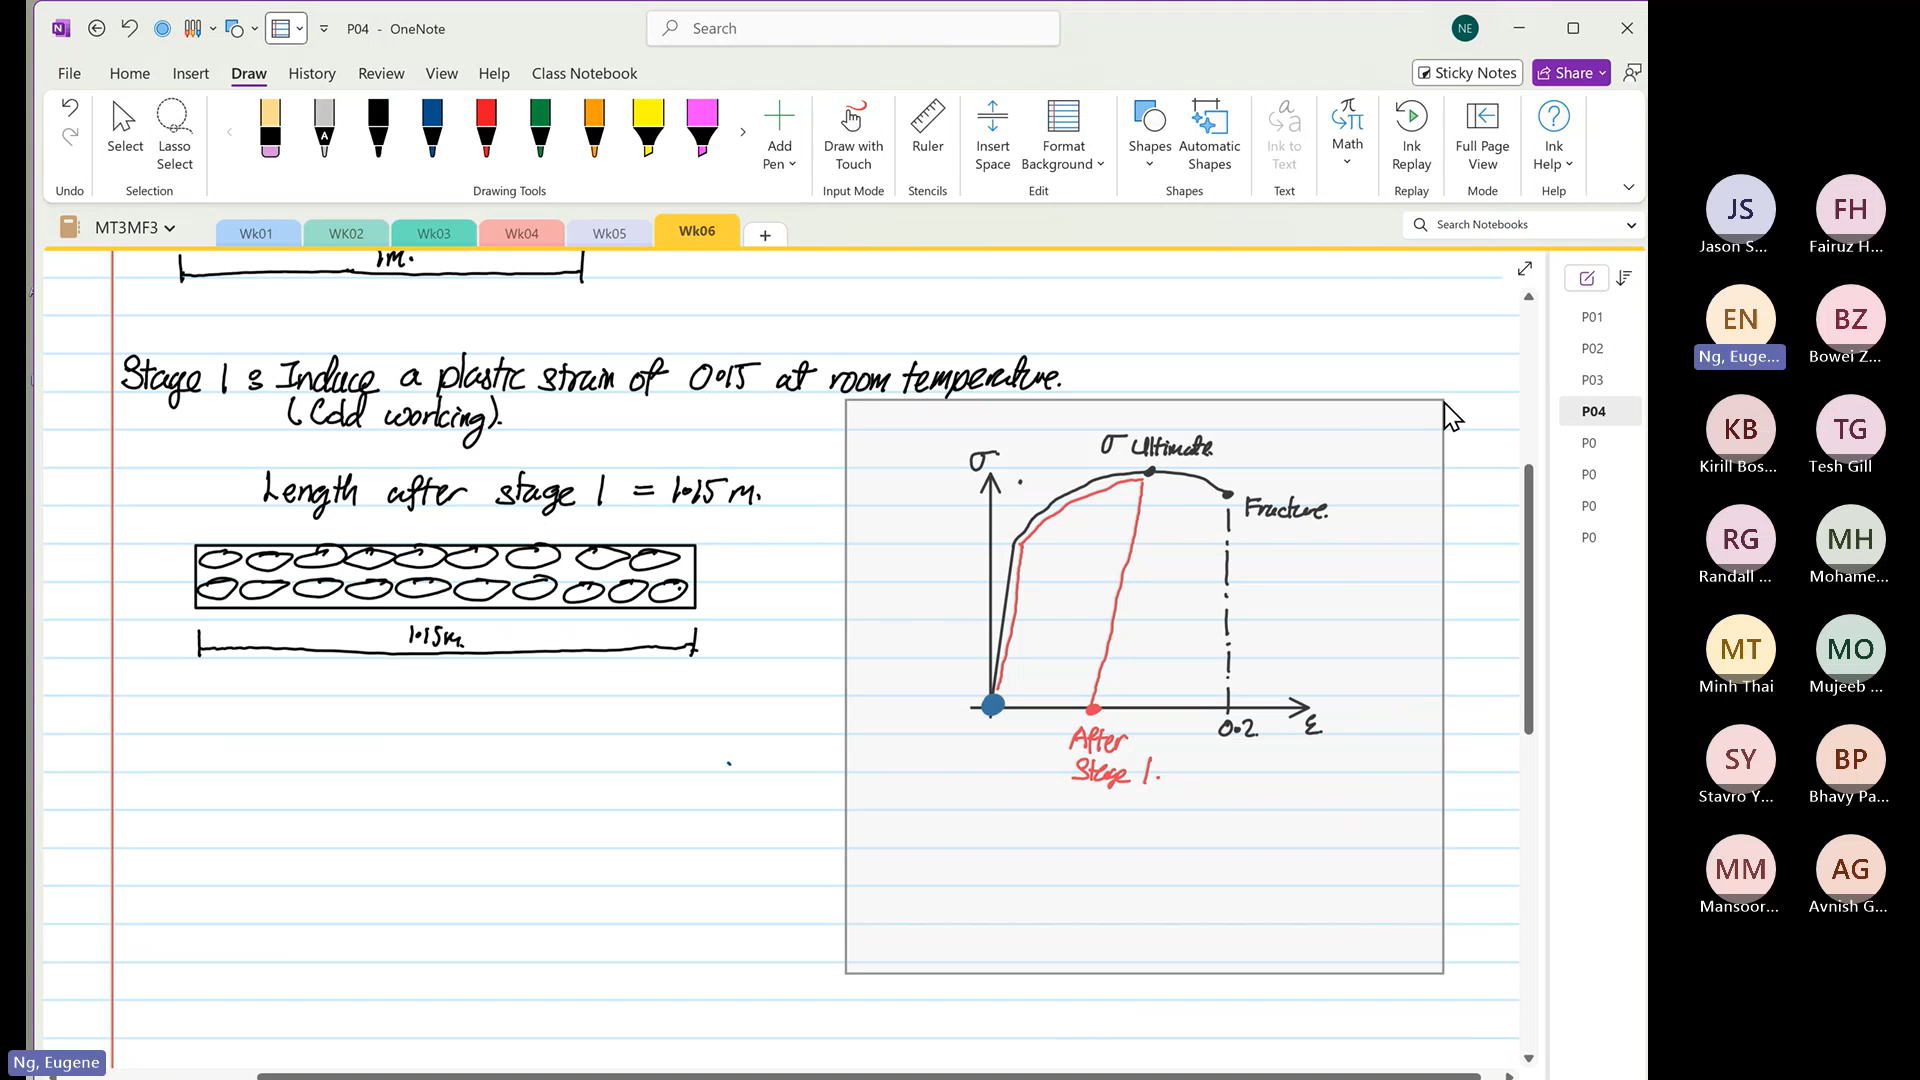 P04 - OneNote
Search
NE
File Home Insert Draw History Review View Help Class Notebook
Sticky Notes
Share
Select
Lasso Select
Add Pen
Draw with Touch
Ruler
Insert Space
Format Background
Shapes
Automatic Shapes
Ink to Text
Math
Ink Replay
Full Page View
Ink Help
Undo
Selection
Drawing Tools
Input Mode
Stencils
Edit
Shapes
Text
Replay
Mode
Help
MT3MF3
Wk01
WK02
Wk03
Wk04
Wk05
Wk06
Search Notebooks
P01
P02
P03
P04
P0
P0
P0
P0
1m.
Stage 1 : Induce a plastic strain of 0.15 at room temperature.
(Cold working).
Length after stage 1 = 1.15 m.
1.15m.
σ
σ Ultimate.
Fracture.
0.2
ε
After
Stage 1.
JS
Jason S...
FH
Fairuz H...
EN
Ng, Euge...
BZ
Bowei Z...
KB
Kirill Bos...
TG
Tesh Gill
RG
Randall ...
MH
Mohame...
MT
Minh Thai
MO
Mujeeb ...
SY
Stavro Y...
BP
Bhavy Pa...
MM
Mansoor...
AG
Avnish G...
Ng, Eugene